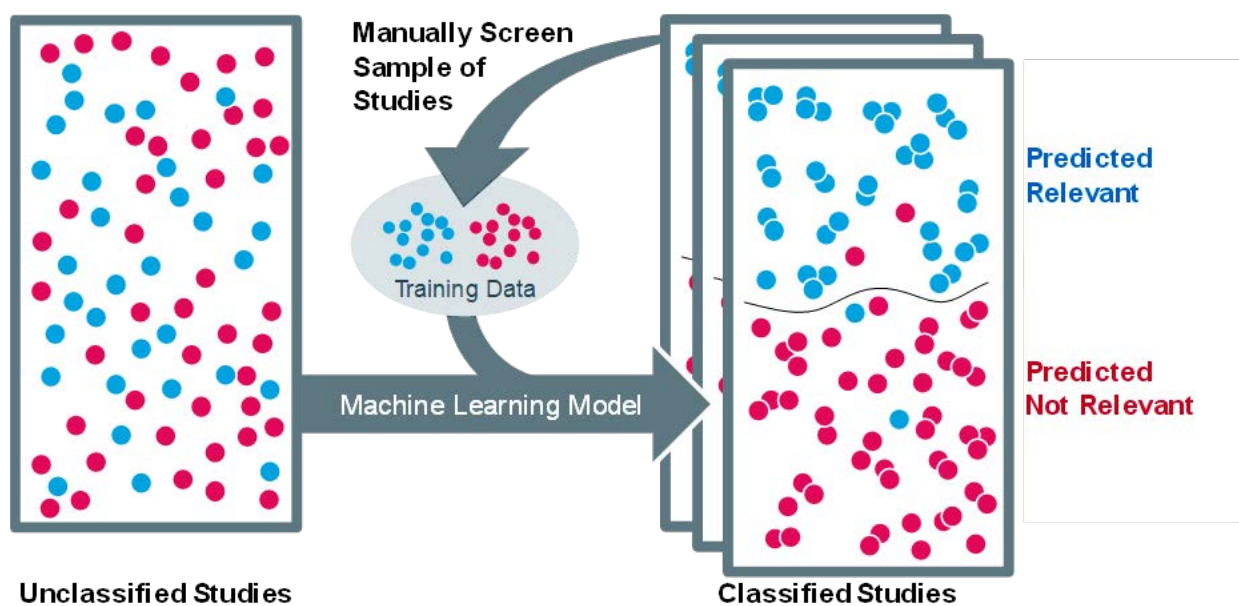 Manually Screen
Sample of
Studies
Training Data
Machine Learning Model
Predicted
Relevant
Predicted
Not Relevant
Unclassified Studies
Classified Studies